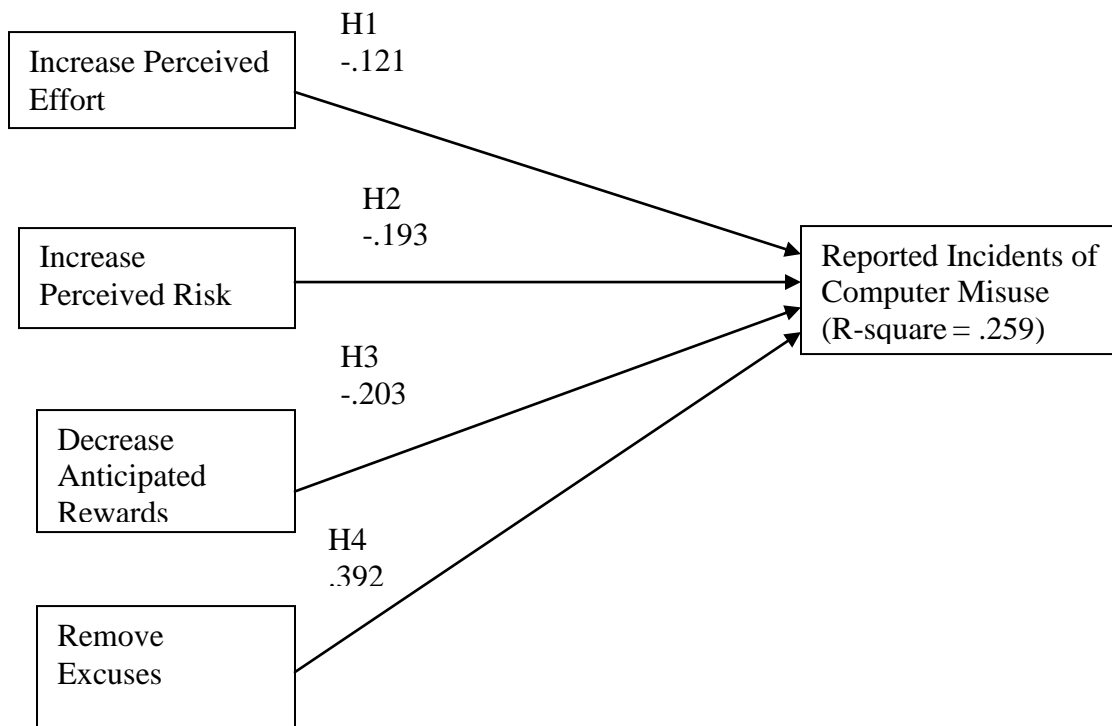 H1
-.121
Increase Perceived
Effort
H2
-.193
Increase
Perceived Risk
Reported Incidents of
Computer Misuse
(R-square = .259)
H3
-.203
Decrease
Anticipated
Rewards
H4
.392
Remove
Excuses